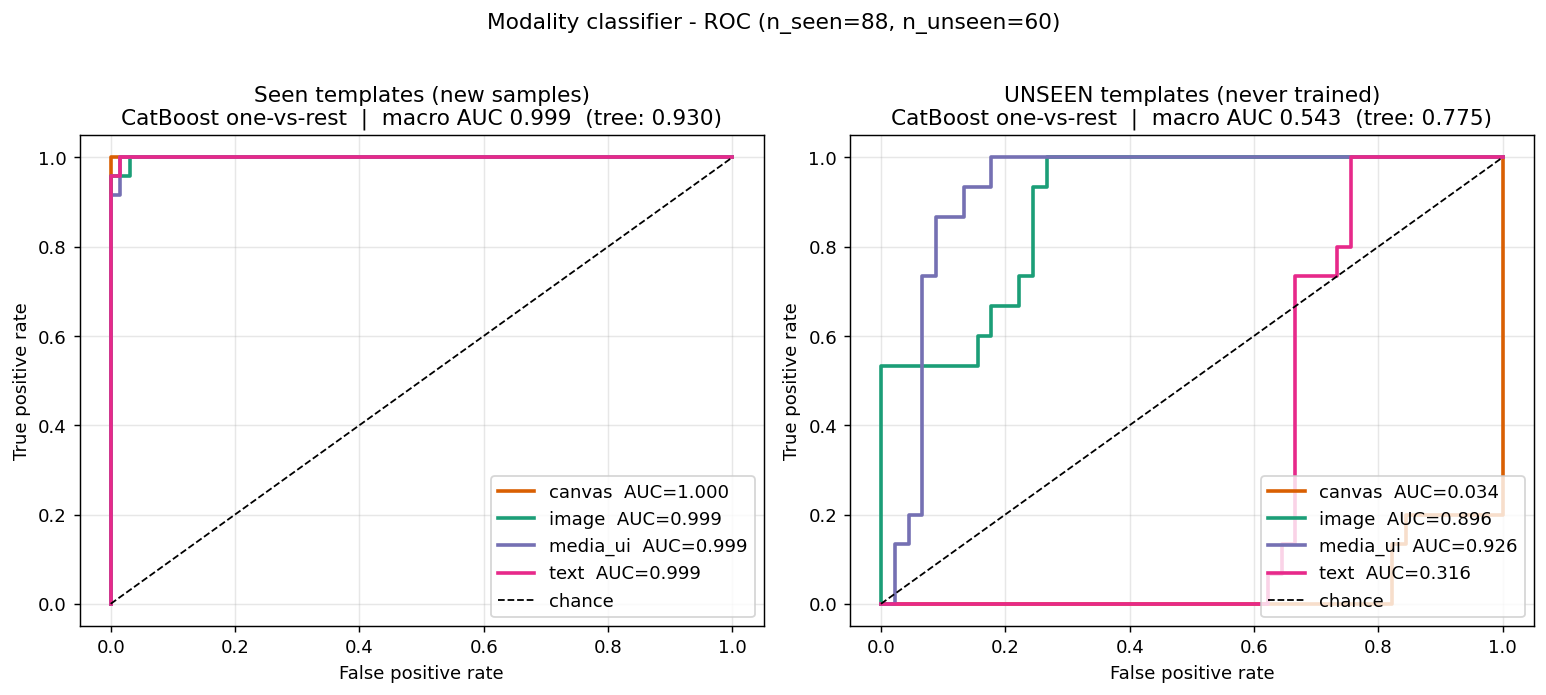 Modality classifier - ROC (n_seen=88, n_unseen=60)
Seen templates (new samples)
CatBoost one-vs-rest | macro AUC 0.999 (tree: 0.930)
True positive rate
1.0
0.8
0.6
0.4
0.2
0.0
canvas AUC=1.000
image AUC=0.999
media_ui AUC=0.999
text AUC=0.999
chance
0.0 0.2 0.4 0.6 0.8 1.0
False positive rate
UNSEEN templates (never trained)
CatBoost one-vs-rest | macro AUC 0.543 (tree: 0.775)
True positive rate
1.0
0.8
0.6
0.4
0.2
0.0
canvas AUC=0.034
image AUC=0.896
media_ui AUC=0.926
text AUC=0.316
chance
0.0 0.2 0.4 0.6 0.8 1.0
False positive rate